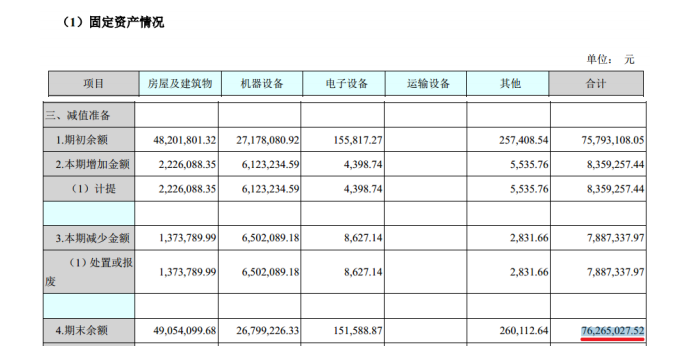 （1）固定资产情况
单位： 元
项目 房屋及建筑物 机器设备 电子设备 运输设备 其他 合计
三、减值准备
1.期初余额 48,201,801.32 27,178,080.92 155,817.27 257,408.54 75,793,108.05
2.本期增加金额 2,226,088.35 6,123,234.59 4,398.74 5,535.76 8,359,257.44
（1）计提 2,226,088.35 6,123,234.59 4,398.74 5,535.76 8,359,257.44
3.本期减少金额 1,373,789.99 6,502,089.18 8,627.14 2,831.66 7,887,337.97
（1）处置或报
废 1,373,789.99 6,502,089.18 8,627.14 2,831.66 7,887,337.97
4.期末余额 49,054,099.68 26,799,226.33 151,588.87 260,112.64 76,265,027.52